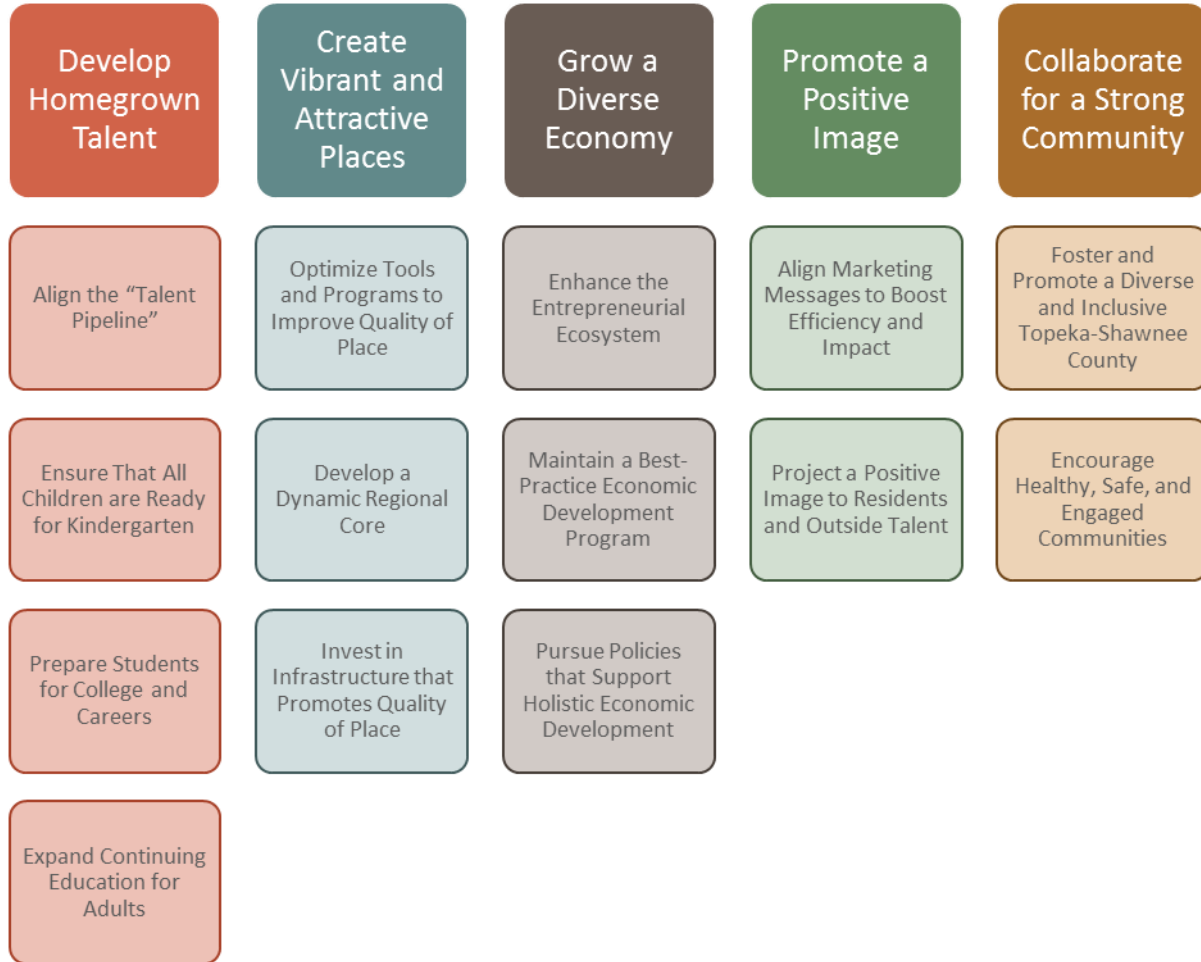 Develop
Homegrown
Talent
Create
Vibrant and
Attractive
Places
Grow a
Diverse
Economy
Promote a
Positive
Image
Collaborate
for a Strong
Community
Align the “Talent
Pipeline”
Optimize Tools
and Programs to
Improve Quality of
Place
Enhance the
Entrepreneurial
Ecosystem
Align Marketing
Messages to Boost
Efficiency and
Impact
Foster and
Promote a Diverse
and Inclusive
Topeka-Shawnee
County
Ensure That All
Children are Ready
for Kindergarten
Develop a
Dynamic Regional
Core
Maintain a Best-
Practice Economic
Development
Program
Project a Positive
Image to Residents
and Outside Talent
Encourage
Healthy, Safe, and
Engaged
Communities
Prepare Students
for College and
Careers
Invest in
Infrastructure that
Promotes Quality
of Place
Pursue Policies
that Support
Holistic Economic
Development
Expand Continuing
Education for
Adults